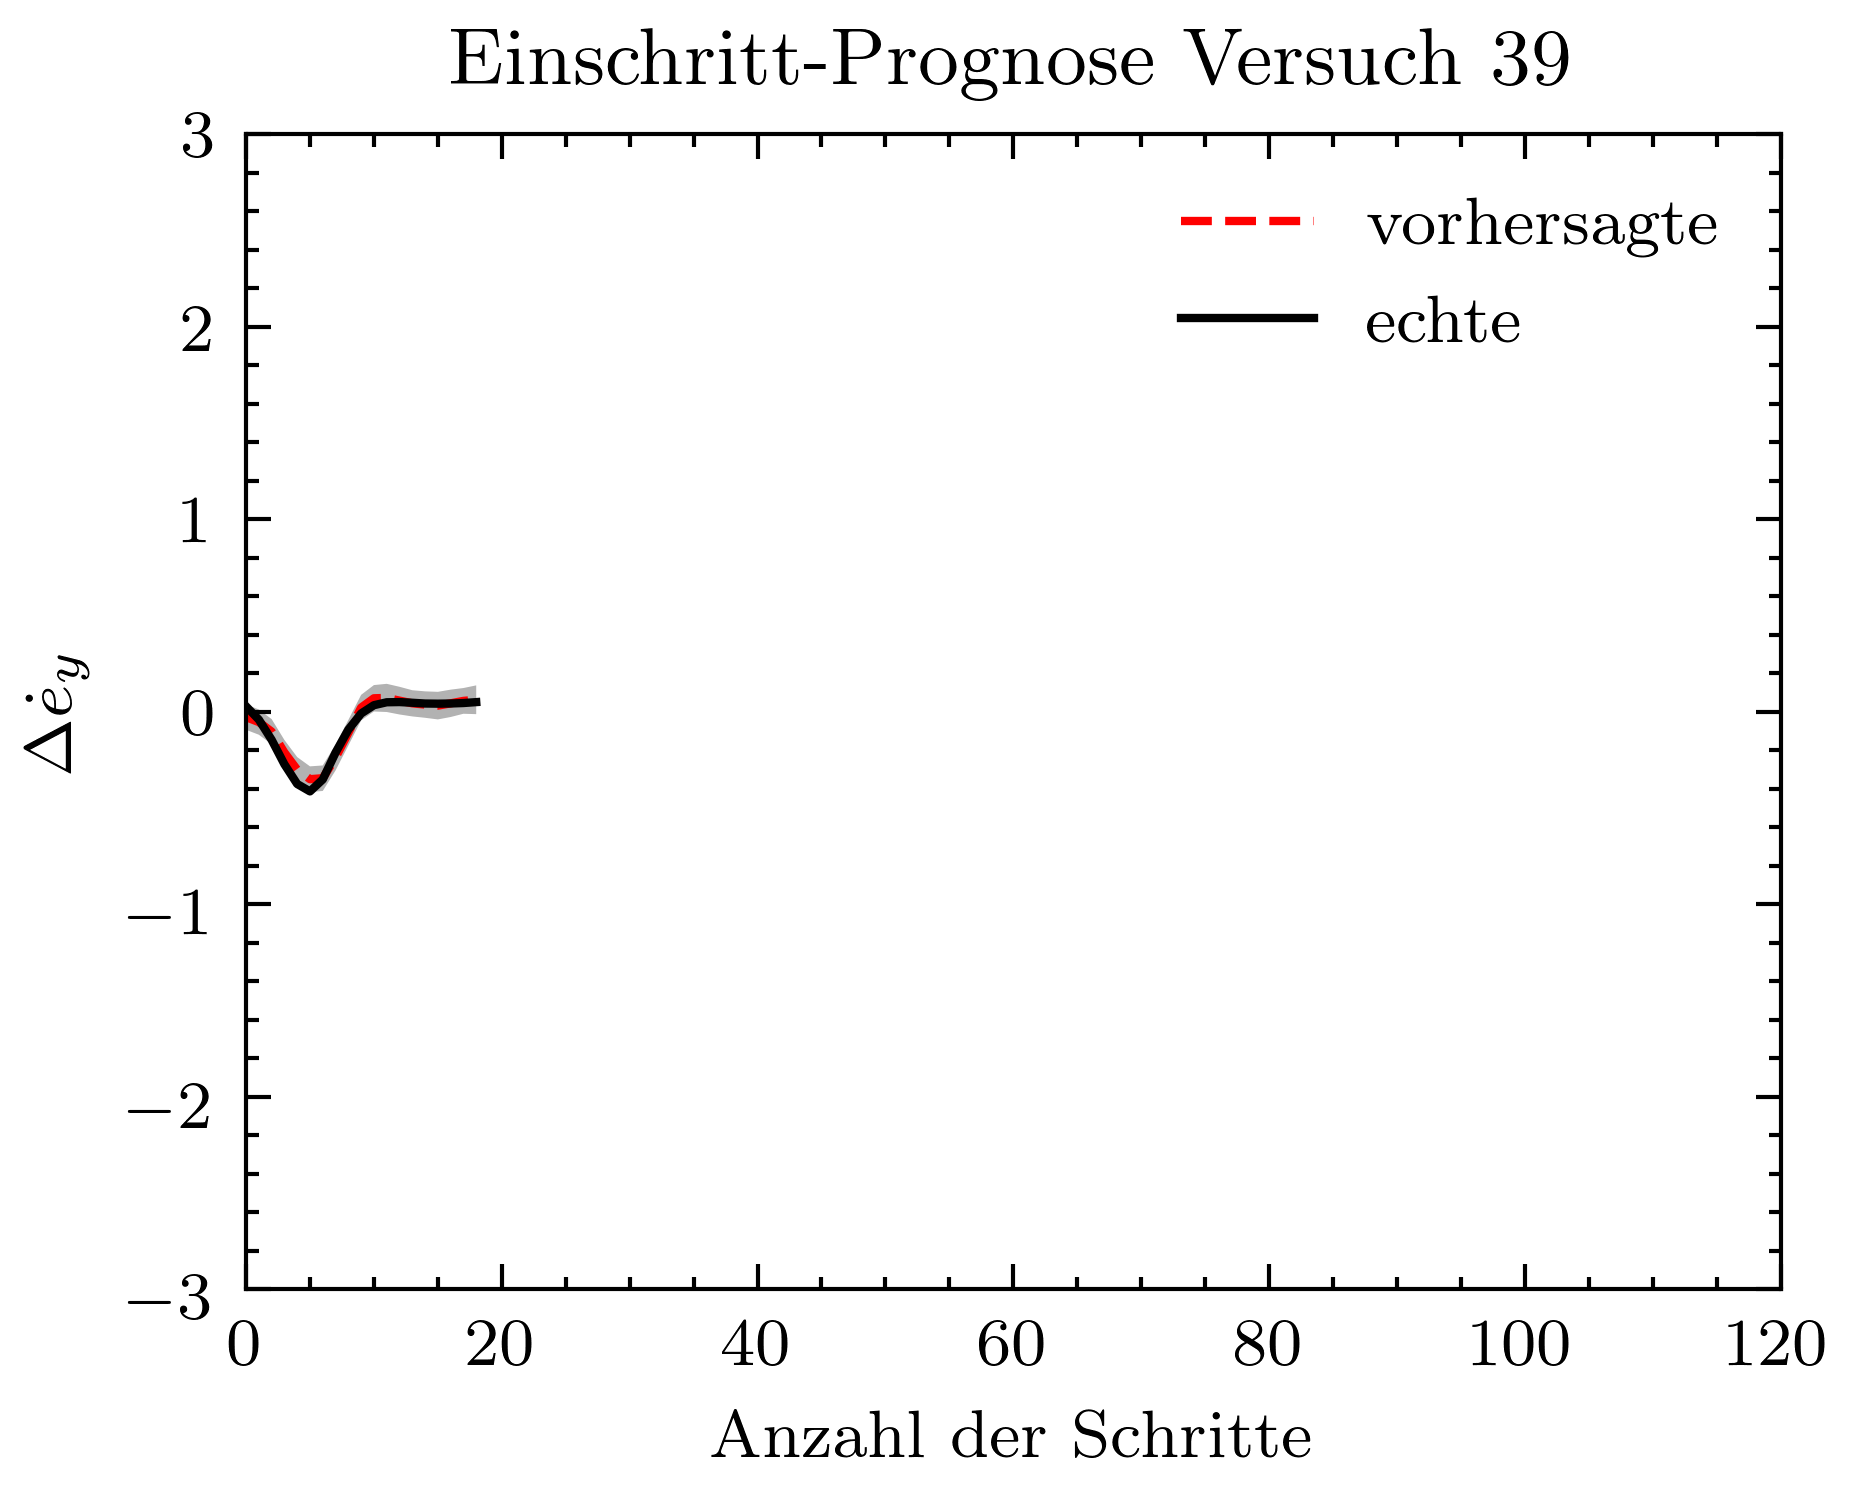 Einschritt-Prognose Versuch 39
3
2
1
0
−1
−2
−3
Δėy
vorhersagte
echte
0 20 40 60 80 100 120
Anzahl der Schritte